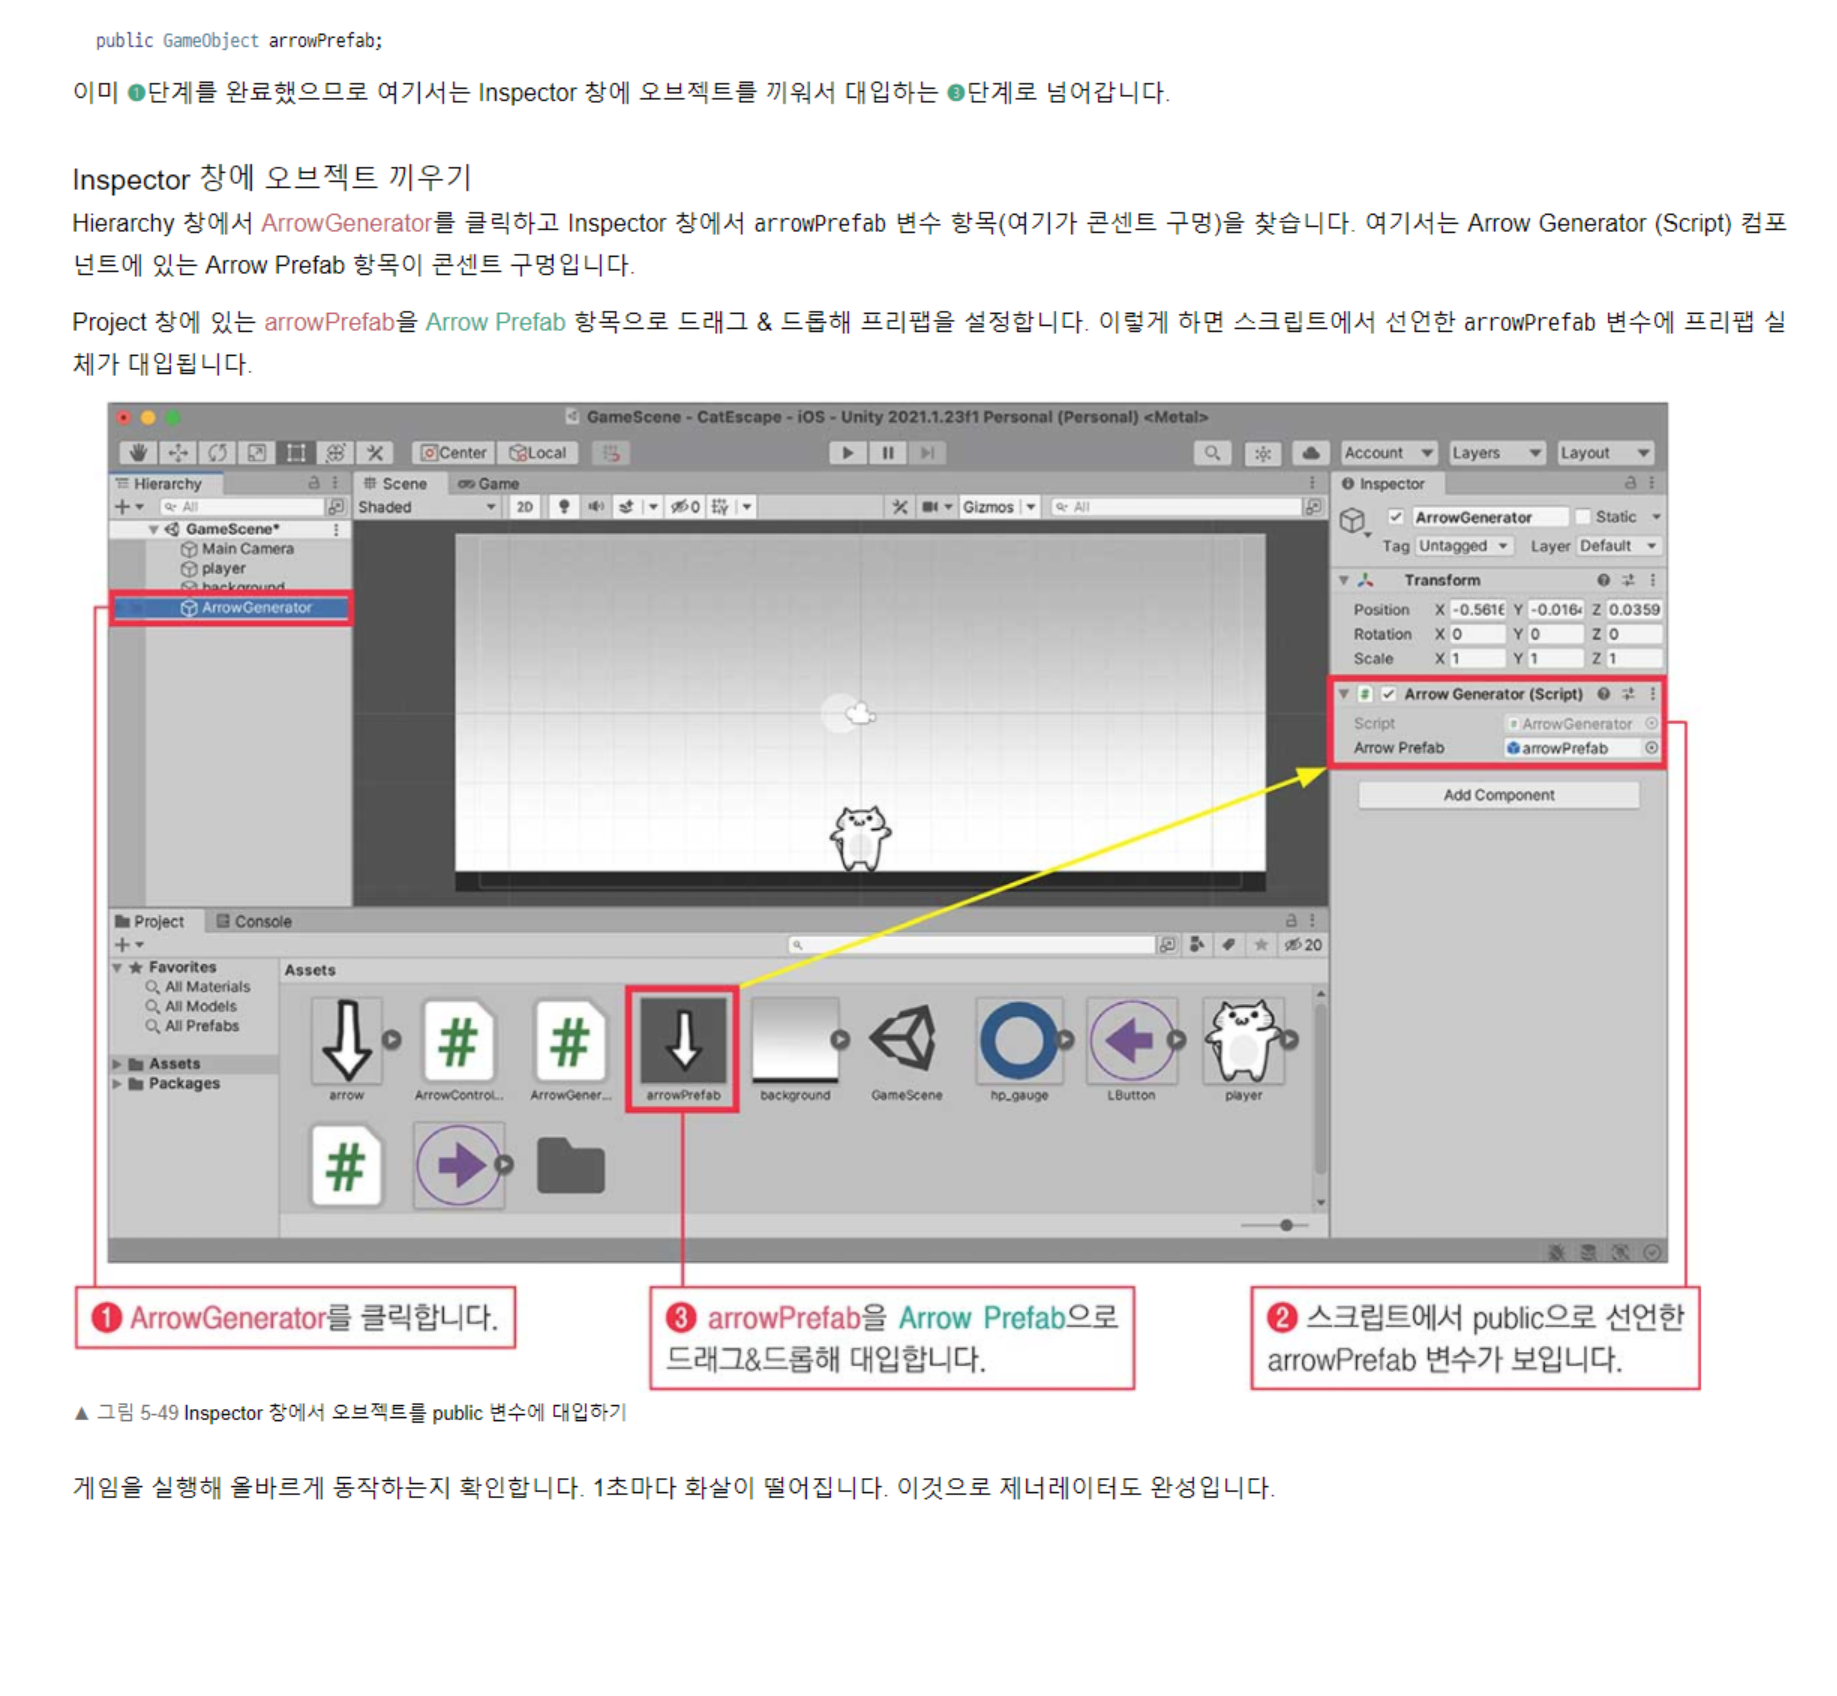 public GameObject arrowPrefab;
이미 ❶단계를 완료했으므로 여기서는 Inspector 창에 오브젝트를 끼워서 대입하는 ❸단계로 넘어갑니다.
Inspector 창에 오브젝트 끼우기
Hierarchy 창에서 ArrowGenerator를 클릭하고 Inspector 창에서 arrowPrefab 변수 항목(여기가 콘센트 구멍)을 찾습니다. 여기서는 Arrow Generator (Script) 컴포
넌트에 있는 Arrow Prefab 항목이 콘센트 구멍입니다.
Project 창에 있는 arrowPrefab을 Arrow Prefab 항목으로 드래그 & 드롭해 프리팹을 설정합니다. 이렇게 하면 스크립트에서 선언한 arrowPrefab 변수에 프리팹 실
체가 대입됩니다.
GameScene - CatEscape - iOS - Unity 2021.1.23f1 Personal (Personal) <Metal>
Center Local Account Layers Layout
Hierarchy Scene Game Inspector
All Shaded 2D 0 Gizmos All
ArrowGenerator Static
GameScene*
Main Camera
player
background
ArrowGenerator
Tag Untagged Layer Default
Transform
Position X -0.5616 Y -0.0164 Z 0.0359
Rotation X 0 Y 0 Z 0
Scale X 1 Y 1 Z 1
# Arrow Generator (Script)
Script # ArrowGenerator
Arrow Prefab arrowPrefab
Add Component
Project Console
20
Favorites
All Materials
All Models
All Prefabs
Assets
Packages
Assets
# #
arrow ArrowControl... ArrowGener... arrowPrefab background GameScene hp_gauge LButton player
#
❶ ArrowGenerator를 클릭합니다.
❸ arrowPrefab을 Arrow Prefab으로
드래그&드롭해 대입합니다.
❷ 스크립트에서 public으로 선언한
arrowPrefab 변수가 보입니다.
▲ 그림 5-49 Inspector 창에서 오브젝트를 public 변수에 대입하기
게임을 실행해 올바르게 동작하는지 확인합니다. 1초마다 화살이 떨어집니다. 이것으로 제너레이터도 완성입니다.